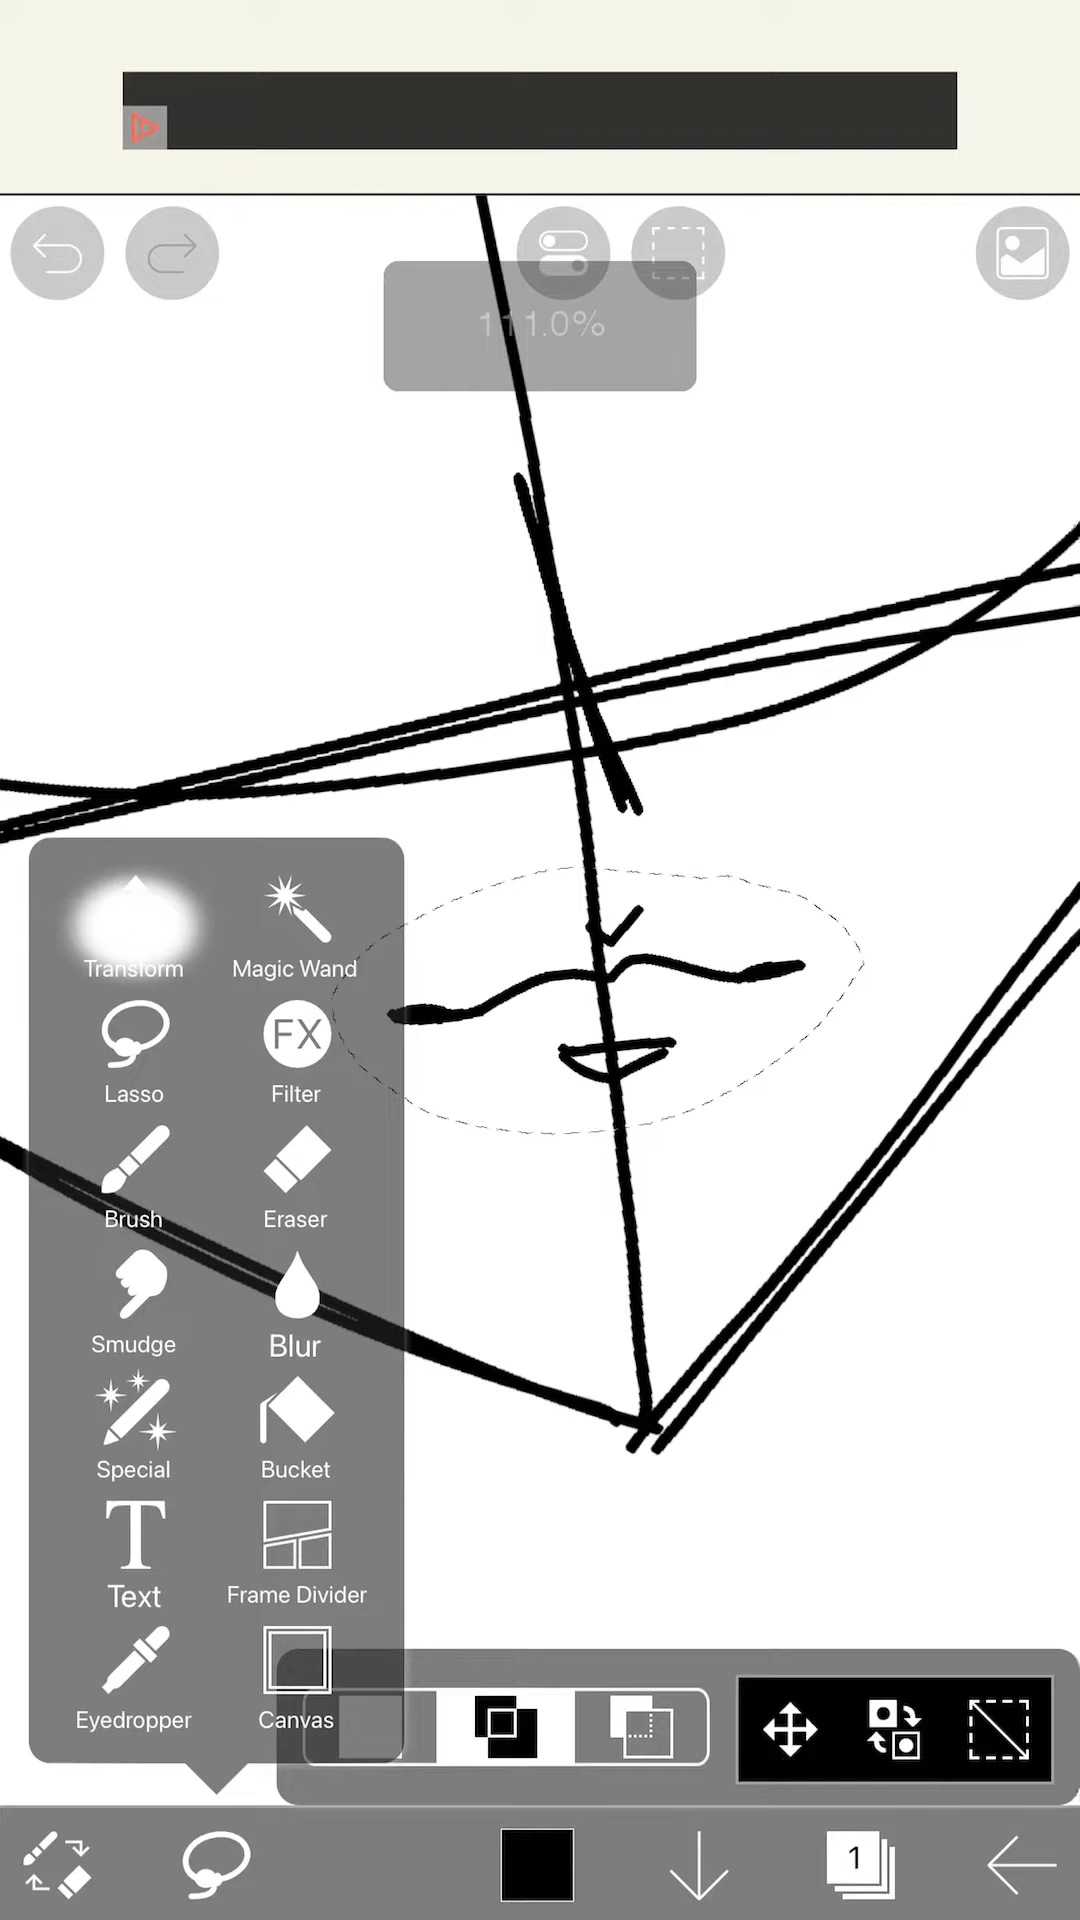 111.0%
Transform
Magic Wand
Lasso
FX
Filter
Brush
Eraser
Smudge
Blur
Special
Bucket
T
Text
Frame Divider
Eyedropper
Canvas
1